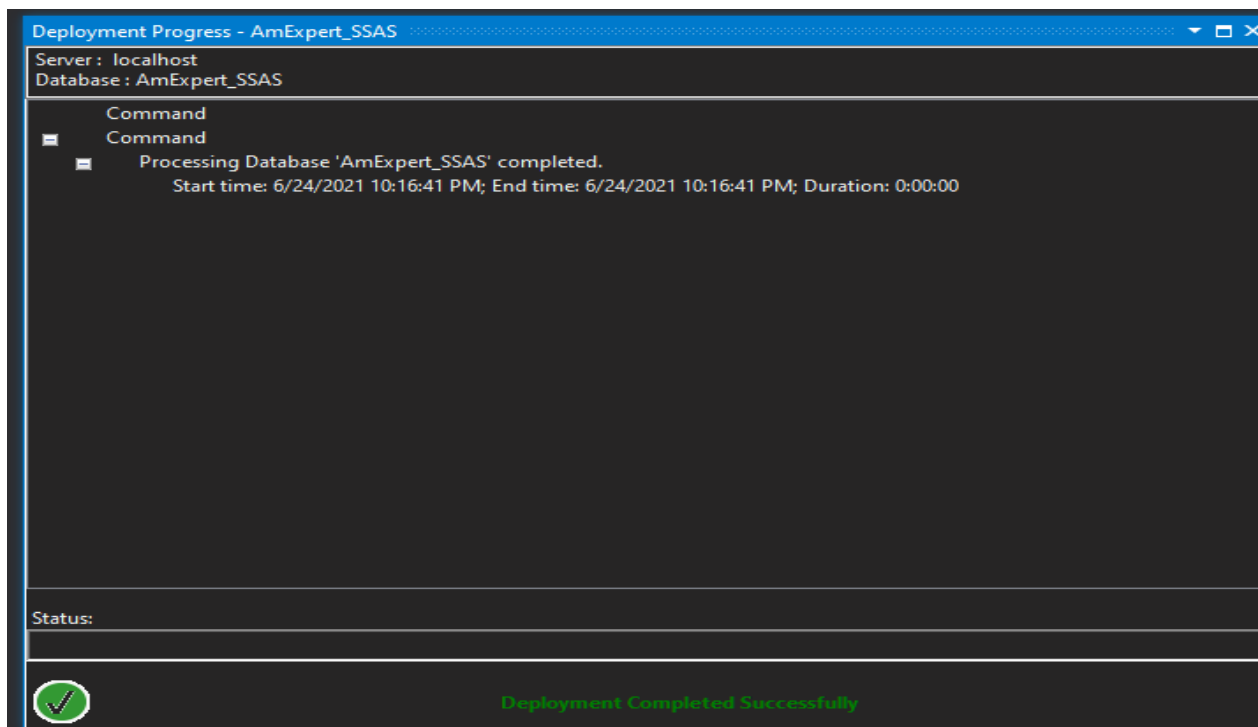 Deployment Progress - AmExpert_SSAS
Server : localhost
Database : AmExpert_SSAS
Command
Command
Processing Database 'AmExpert_SSAS' completed.
Start time: 6/24/2021 10:16:41 PM; End time: 6/24/2021 10:16:41 PM; Duration: 0:00:00
Status:
Deployment Completed Successfully